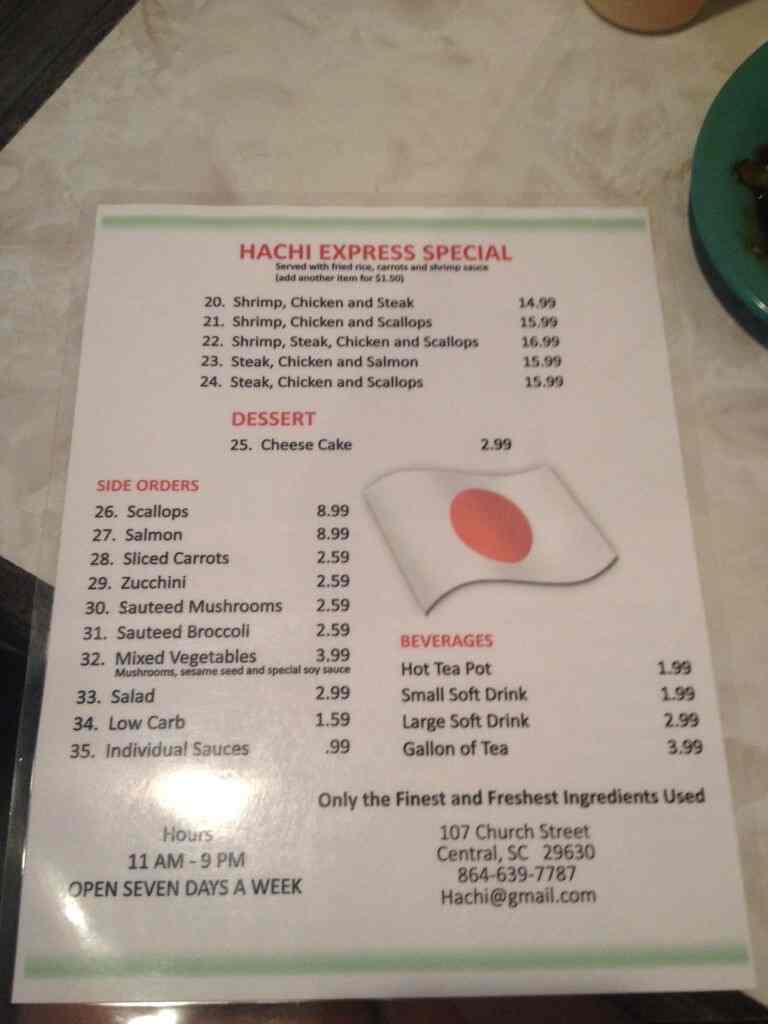 HACHI EXPRESS SPECIAL
Served with fried rice, carrots and shrimp sauce
(add another item for $1.50)
20. Shrimp, Chicken and Steak 14.99
21. Shrimp, Chicken and Scallops 15.99
22. Shrimp, Steak, Chicken and Scallops 16.99
23. Steak, Chicken and Salmon 15.99
24. Steak, Chicken and Scallops 15.99
DESSERT
25. Cheese Cake 2.99
SIDE ORDERS
26. Scallops 8.99
27. Salmon 8.99
28. Sliced Carrots 2.59
29. Zucchini 2.59
30. Sauteed Mushrooms 2.59
31. Sauteed Broccoli 2.59
32. Mixed Vegetables 3.99
Mushrooms, sesame seed and special soy sauce
33. Salad 2.99
34. Low Carb 1.59
35. Individual Sauces .99
BEVERAGES
Hot Tea Pot 1.99
Small Soft Drink 1.99
Large Soft Drink 2.99
Gallon of Tea 3.99
Only the Finest and Freshest Ingredients Used
Hours
11 AM - 9 PM
OPEN SEVEN DAYS A WEEK
107 Church Street
Central, SC 29630
864-639-7787
Hachi@gmail.com